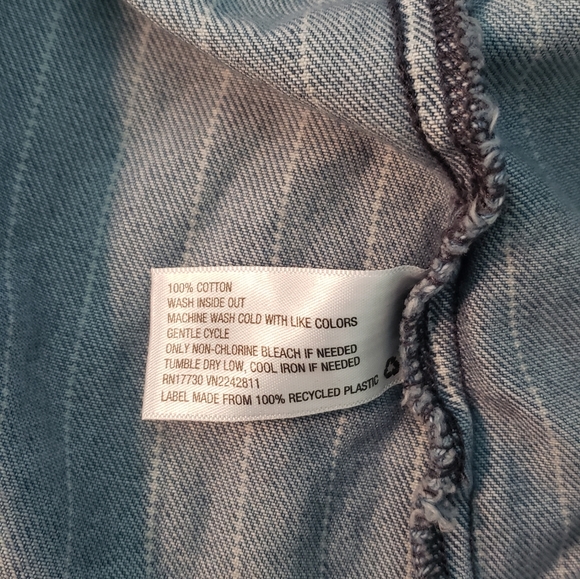 100% COTTON
WASH INSIDE OUT
MACHINE WASH COLD WITH LIKE COLORS
GENTLE CYCLE
ONLY NON-CHLORINE BLEACH IF NEEDED
TUMBLE DRY LOW, COOL IRON IF NEEDED
RN17730 VN2242811
LABEL MADE FROM 100% RECYCLED PLASTIC